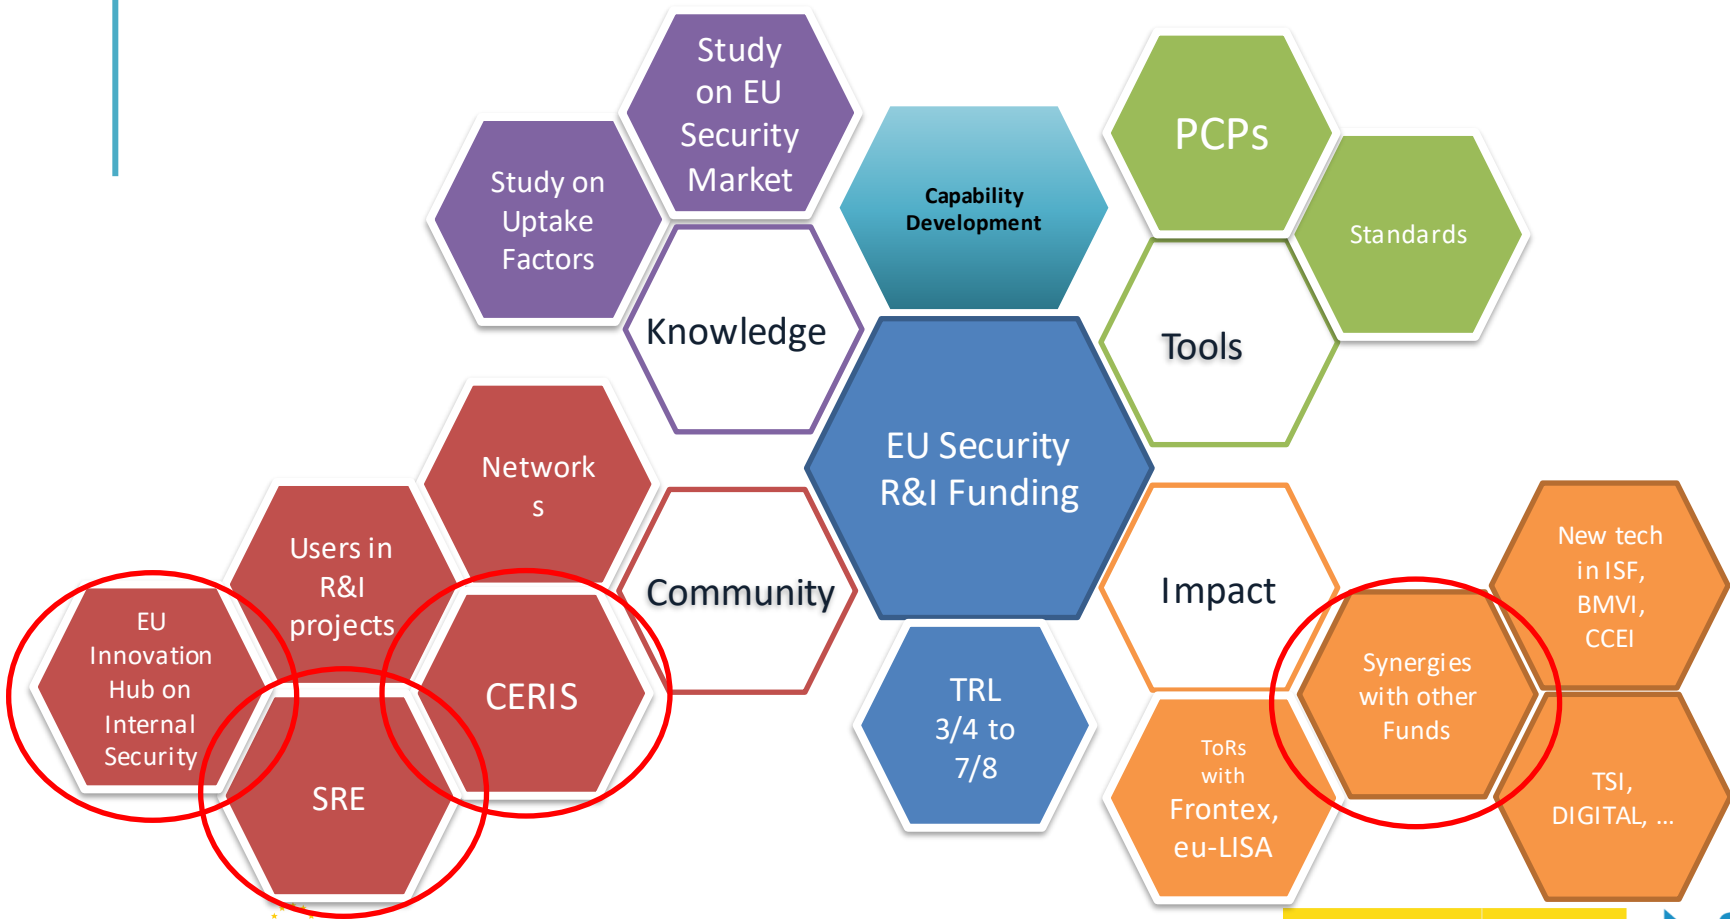 Study
on EU
Security
Market
Study on
Uptake
Factors
Knowledge
Capability
Development
PCPs
Standards
Tools
EU Security
R&I Funding
Network
s
Users in
R&I
projects
EU
Innovation
Hub on
Internal
Security
SRE
CERIS
Community
TRL
3/4 to
7/8
Impact
ToRs
with
Frontex,
eu-LISA
Synergies
with other
Funds
New tech
in ISF,
BMVI,
CCEI
TSI,
DIGITAL, ...